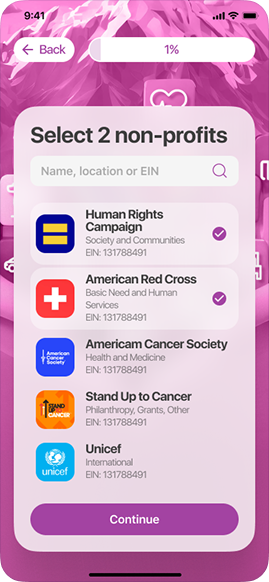 9:41
← Back
1%
Select 2 non-profits
Name, location or EIN
Human Rights
Campaign
Society and Communities
EIN: 131788491
American Red Cross
Basic Need and Human
Services
EIN: 131788491
American
Cancer
Society
Americam Cancer Society
Health and Medicine
EIN: 131788491
STAND
UP TO
CANCER
Stand Up to Cancer
Philanthropy, Grants, Other
EIN: 131788491
unicef
Unicef
International
EIN: 131788491
Continue